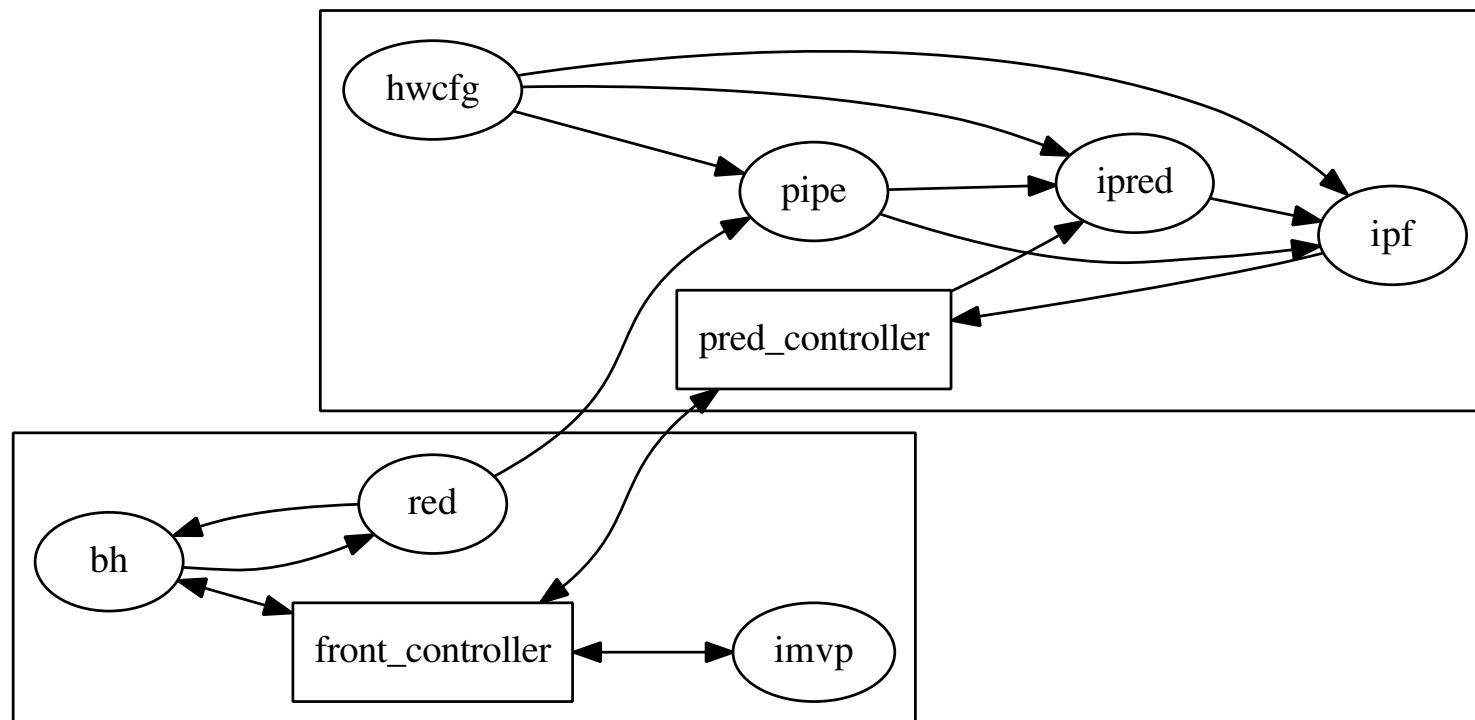 hwcfg
pipe
ipred
ipf
pred_controller
red
bh
front_controller
imvp